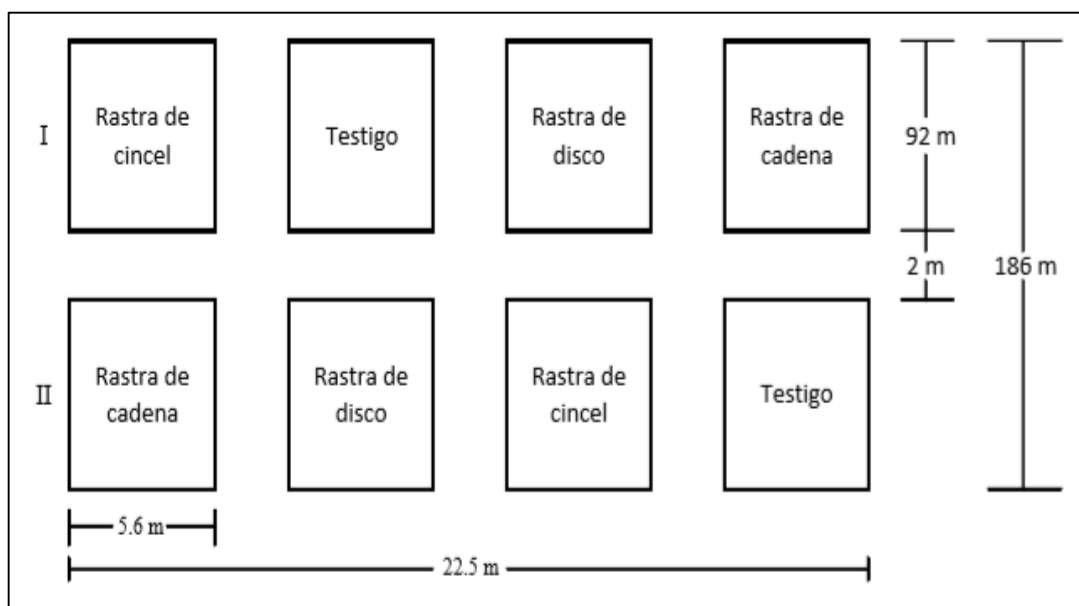 I
Rastra de
cincel
Testigo
Rastra de
disco
Rastra de
cadena
92 m
2 m
186 m
II
Rastra de
cadena
Rastra de
disco
Rastra de
cincel
Testigo
5.6 m
22.5 m